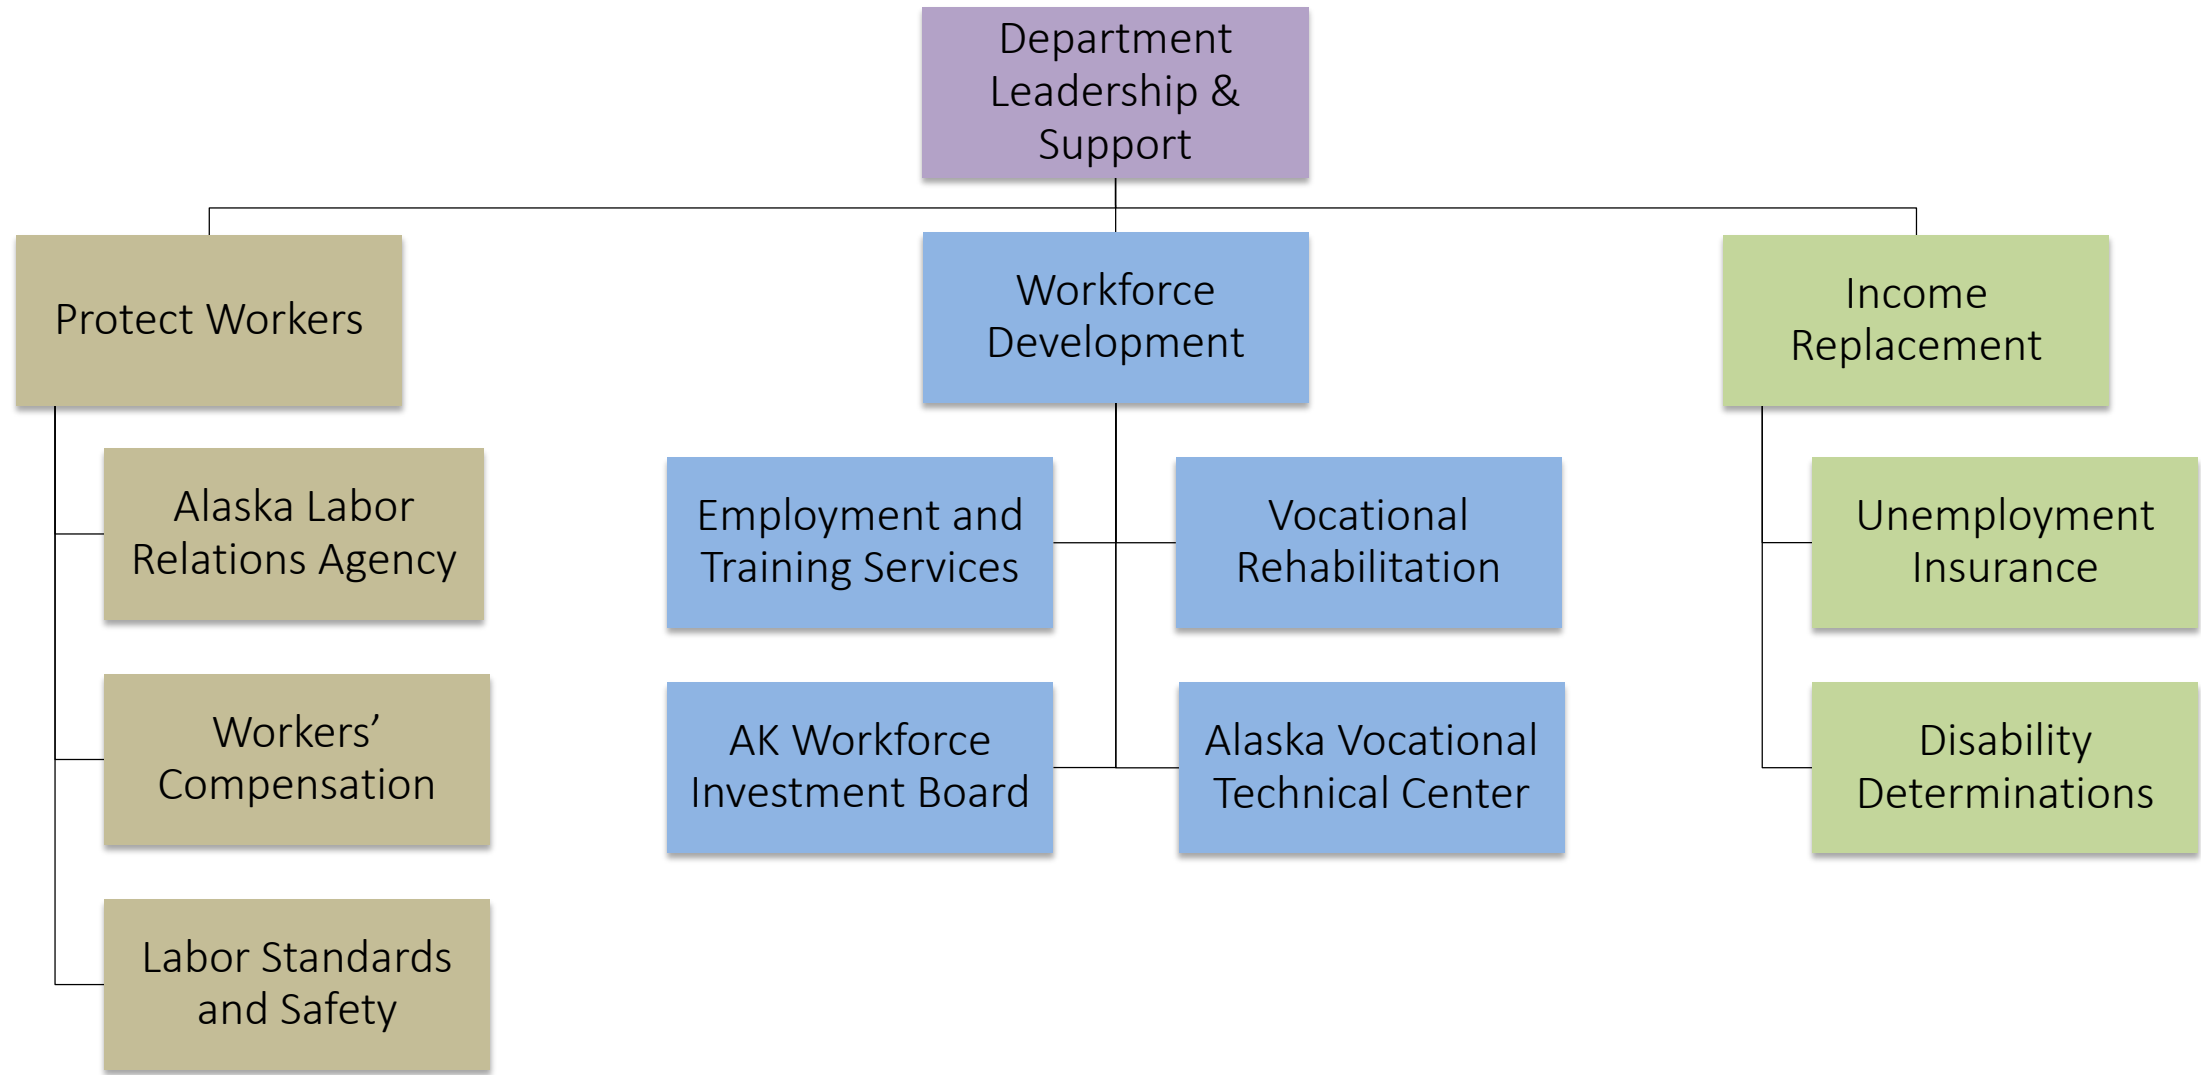 Department
Leadership &
Support
Protect Workers
Workforce
Development
Income
Replacement
Alaska Labor
Relations Agency
Workers’
Compensation
Labor Standards
and Safety
Employment and
Training Services
Vocational
Rehabilitation
AK Workforce
Investment Board
Alaska Vocational
Technical Center
Unemployment
Insurance
Disability
Determinations